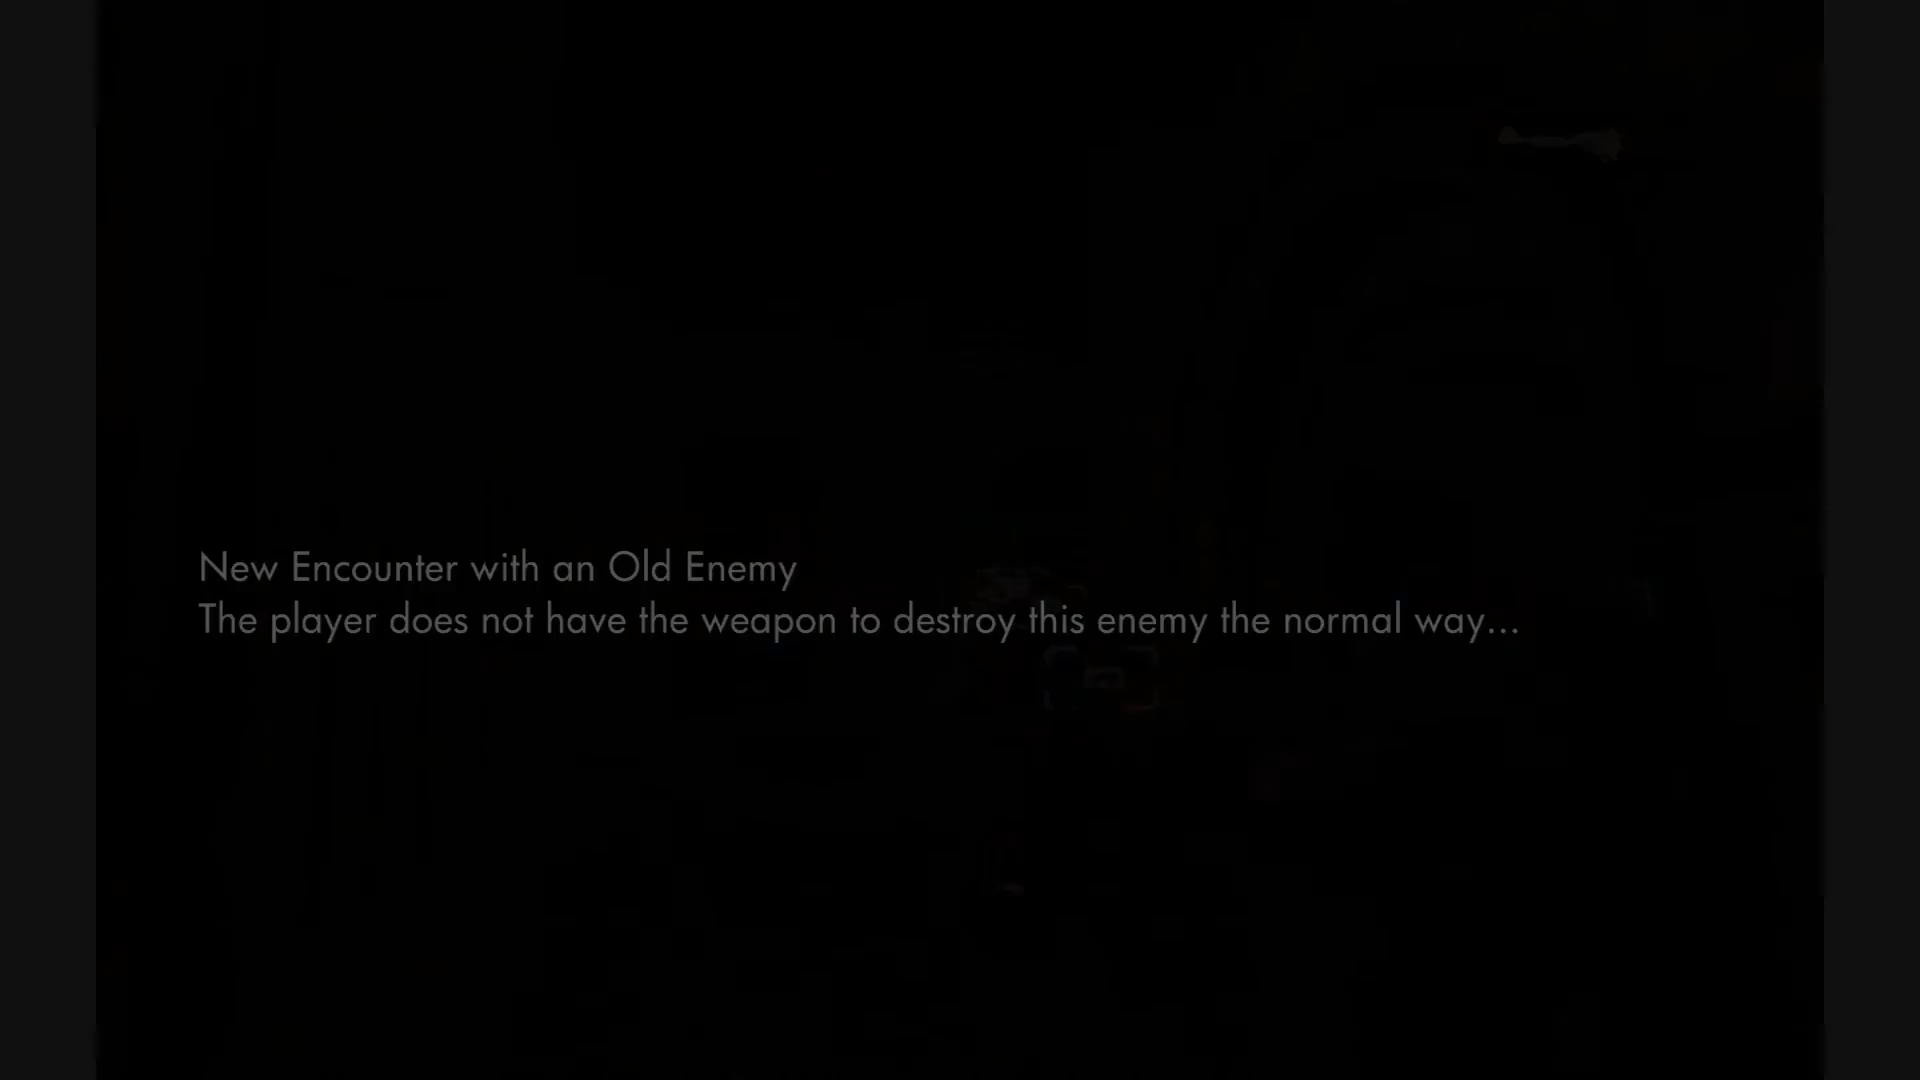 New Encounter with an Old Enemy
The player does not have the weapon to destroy this enemy the normal way...